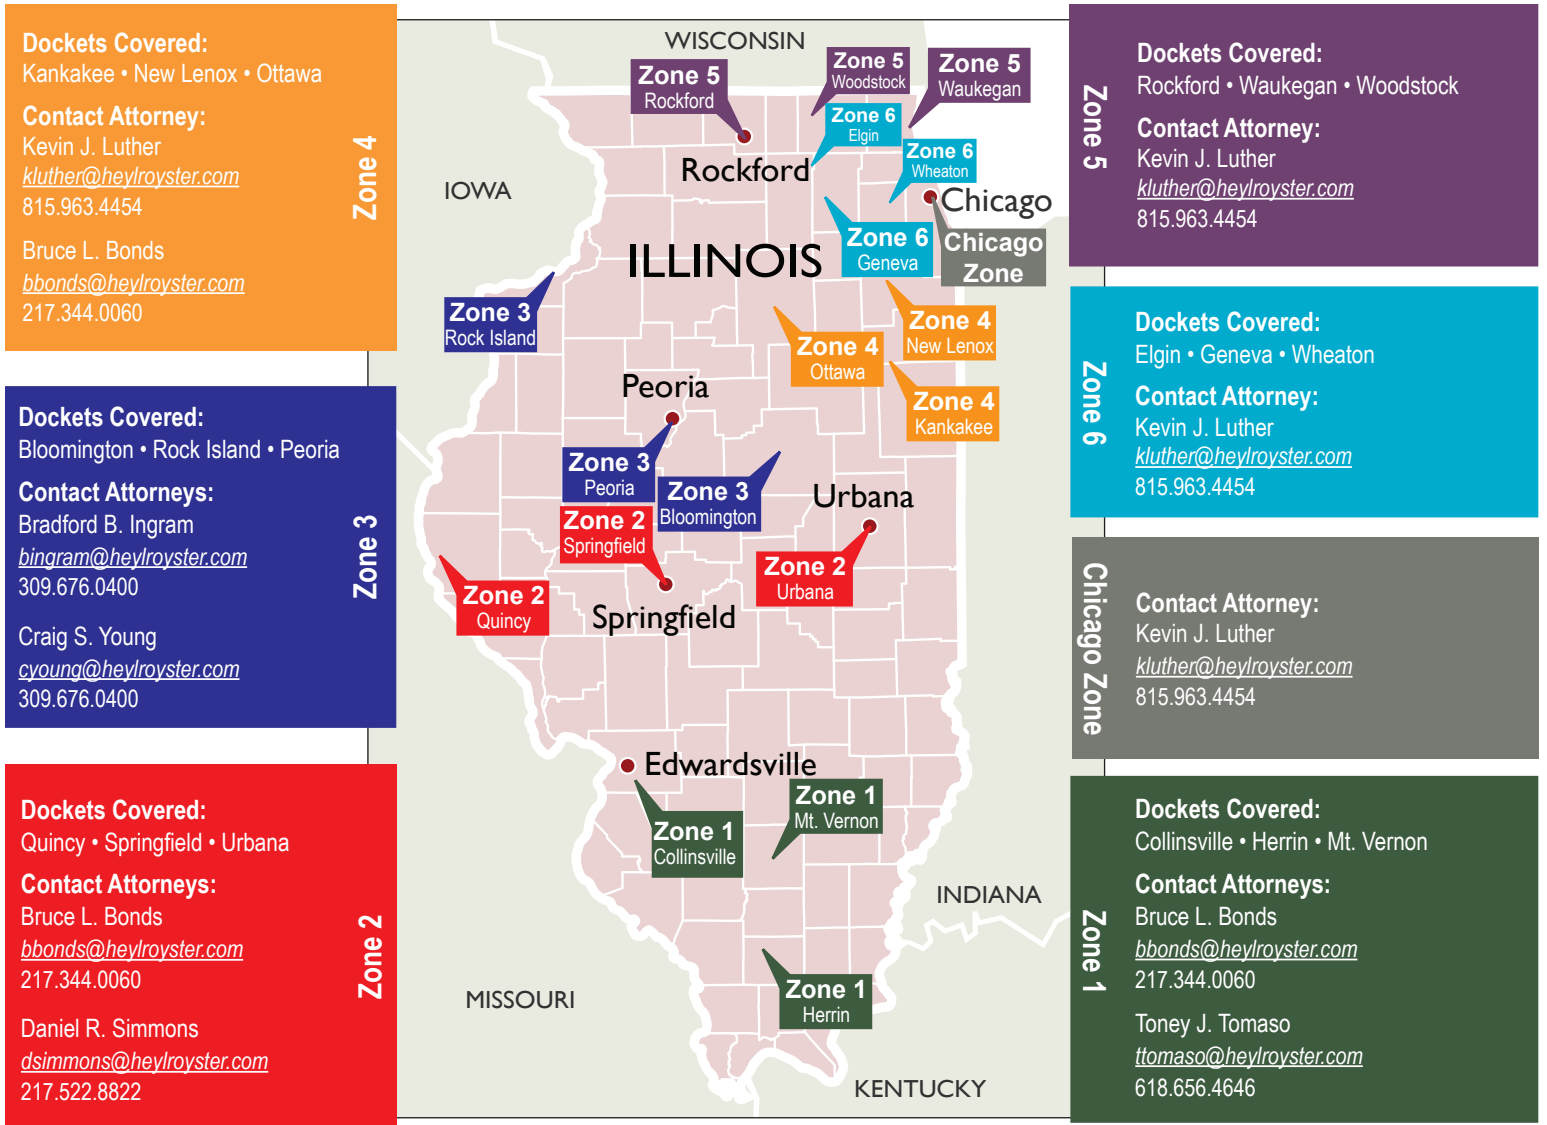 Dockets Covered:
Kankakee • New Lenox • Ottawa
Contact Attorney:
Kevin J. Luther
kluther@heylroyster.com
815.963.4454
Bruce L. Bonds
bbonds@heylroyster.com
217.344.0060
Zone 4
Dockets Covered:
Bloomington • Rock Island • Peoria
Contact Attorneys:
Bradford B. Ingram
bingram@heylroyster.com
309.676.0400
Craig S. Young
cyoung@heylroyster.com
309.676.0400
Zone 3
Dockets Covered:
Quincy • Springfield • Urbana
Contact Attorneys:
Bruce L. Bonds
bbonds@heylroyster.com
217.344.0060
Daniel R. Simmons
dsimmons@heylroyster.com
217.522.8822
Zone 2
WISCONSIN
Zone 5
Rockford
Zone 5
Woodstock
Zone 5
Waukegan
Zone 6
Elgin
Rockford
Zone 6
Wheaton
IOWA
Chicago
Zone 6
Geneva
Chicago
Zone
ILLINOIS
Zone 3
Rock Island
Zone 4
New Lenox
Zone 4
Ottawa
Peoria
Zone 4
Kankakee
Zone 3
Peoria
Zone 3
Bloomington
Urbana
Zone 2
Springfield
Zone 2
Urbana
Zone 2
Quincy
Springfield
Edwardsville
Zone 1
Mt. Vernon
Zone 1
Collinsville
INDIANA
Zone 1
Herrin
MISSOURI
KENTUCKY
Zone 5
Dockets Covered:
Rockford • Waukegan • Woodstock
Contact Attorney:
Kevin J. Luther
kluther@heylroyster.com
815.963.4454
Zone 6
Dockets Covered:
Elgin • Geneva • Wheaton
Contact Attorney:
Kevin J. Luther
kluther@heylroyster.com
815.963.4454
Chicago Zone
Contact Attorney:
Kevin J. Luther
kluther@heylroyster.com
815.963.4454
Zone 1
Dockets Covered:
Collinsville • Herrin • Mt. Vernon
Contact Attorneys:
Bruce L. Bonds
bbonds@heylroyster.com
217.344.0060
Toney J. Tomaso
ttomaso@heylroyster.com
618.656.4646